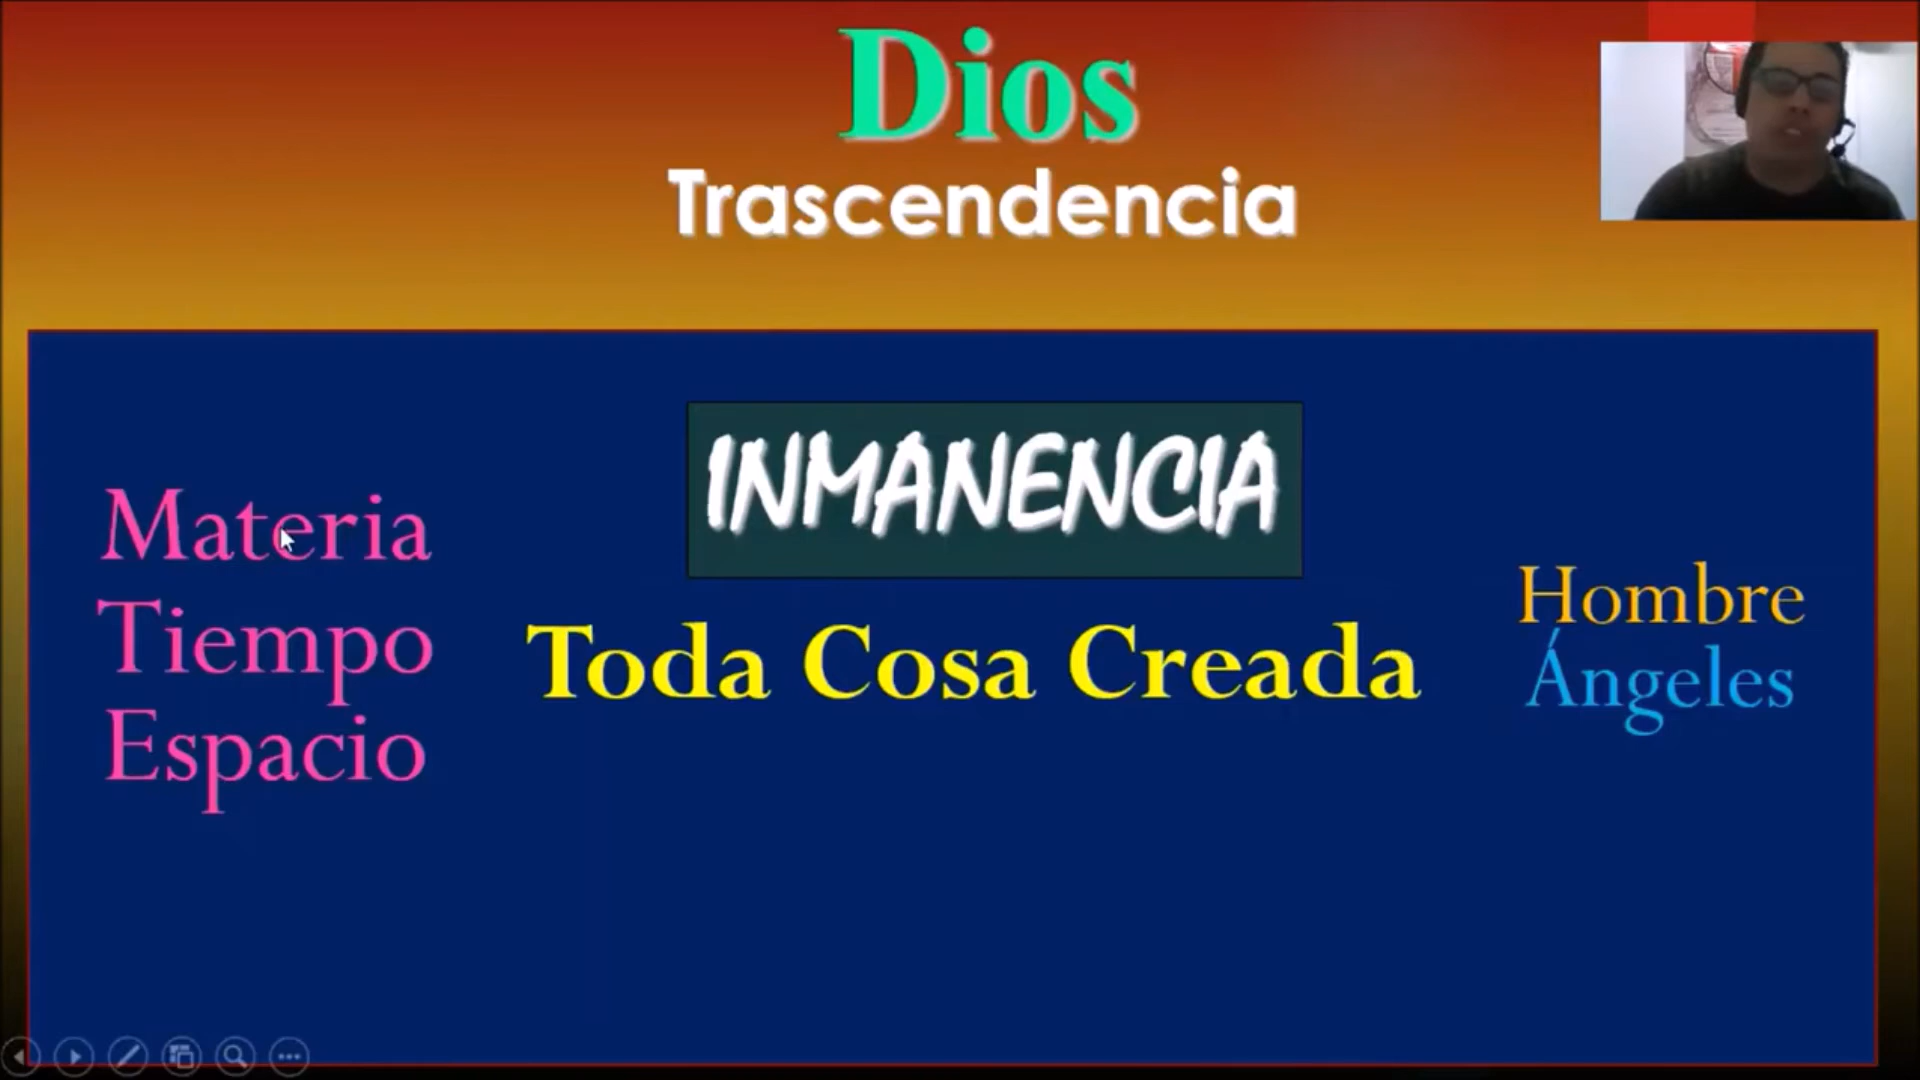 Dios
Trascendencia
INMANENCIA
Materia
Tiempo
Espacio
Toda Cosa Creada
Hombre
Ángeles